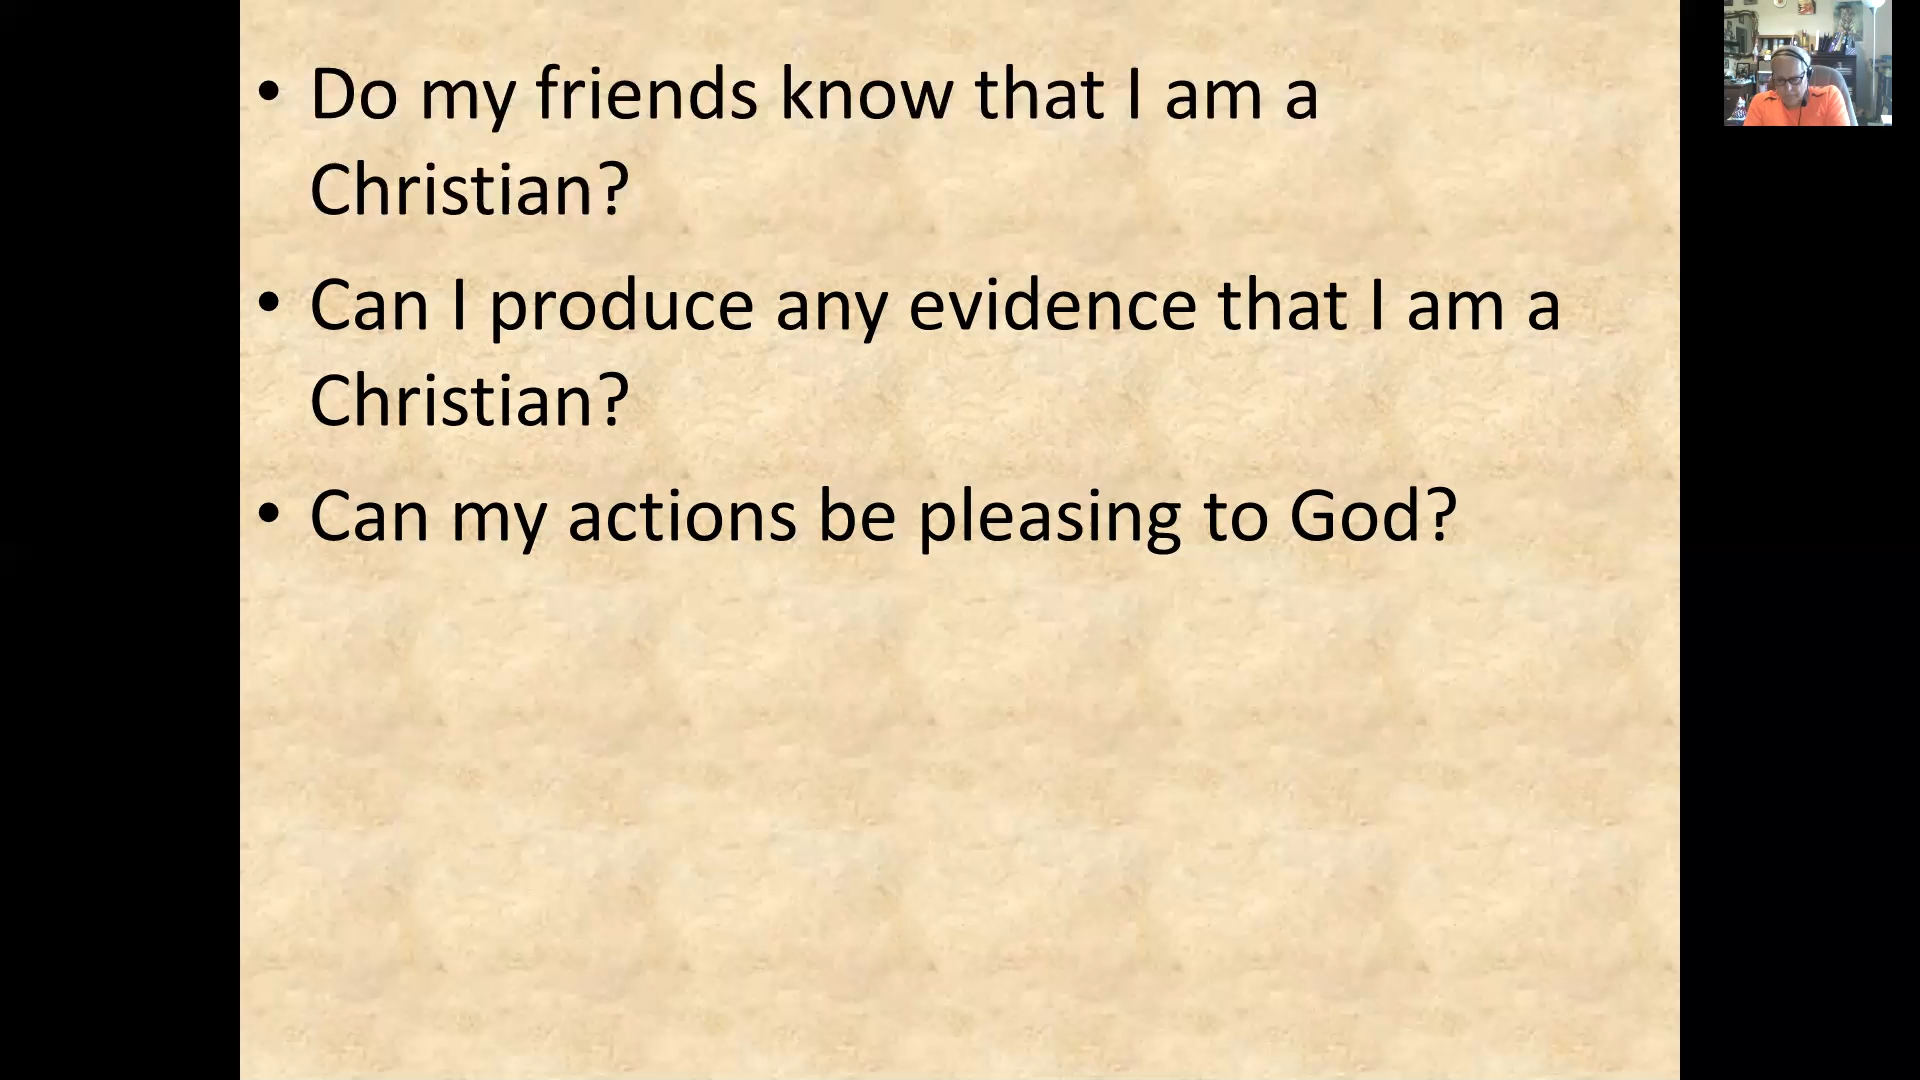 • Do my friends know that I am a
Christian?
• Can I produce any evidence that I am a
Christian?
• Can my actions be pleasing to God?